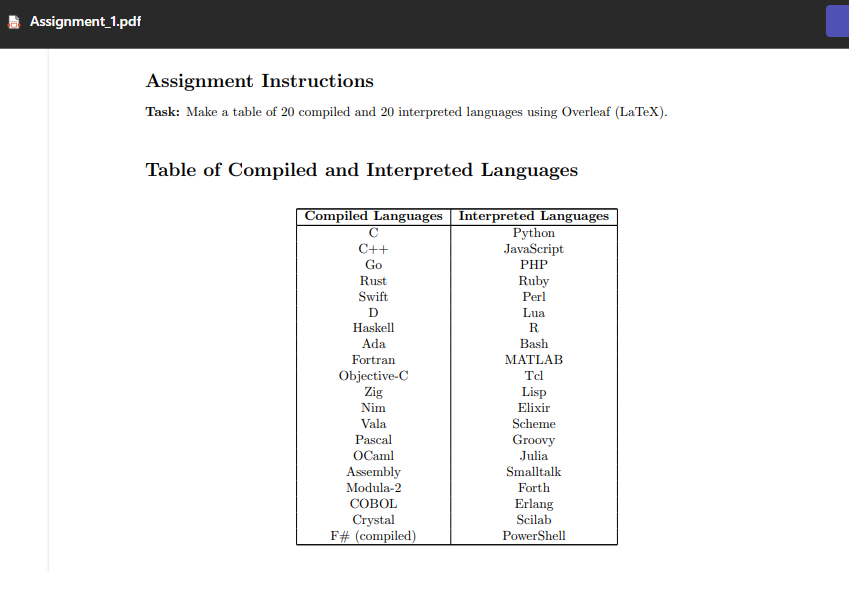 Assignment_1.pdf
Assignment Instructions
Task: Make a table of 20 compiled and 20 interpreted languages using Overleaf (LaTeX).
Table of Compiled and Interpreted Languages
Compiled Languages Interpreted Languages
C Python
C++ JavaScript
Go PHP
Rust Ruby
Swift Perl
D Lua
Haskell R
Ada Bash
Fortran MATLAB
Objective-C Tcl
Zig Lisp
Nim Elixir
Vala Scheme
Pascal Groovy
OCaml Julia
Assembly Smalltalk
Modula-2 Forth
COBOL Erlang
Crystal Scilab
F# (compiled) PowerShell